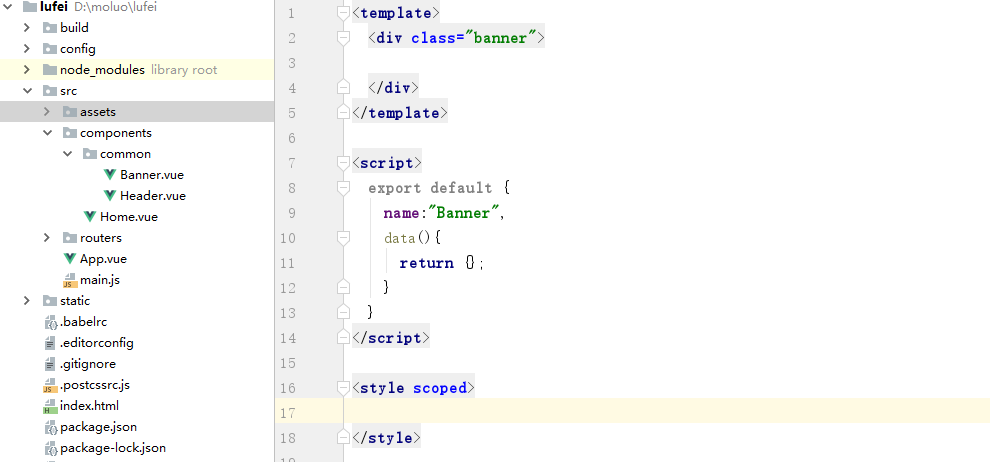 lufei D:\moluo\lufei
build
config
node_modules library root
src
assets
components
common
Banner.vue
Header.vue
Home.vue
routers
App.vue
main.js
static
.babelrc
.editorconfig
.gitignore
.postcssrc.js
index.html
package.json
package-lock.json
1 <template>
2 <div class="banner">
3
4 </div>
5 </template>
6
7 <script>
8 export default {
9 name:"Banner",
10 data(){
11 return {};
12 }
13 }
14 </script>
15
16 <style scoped>
17
18 </style>